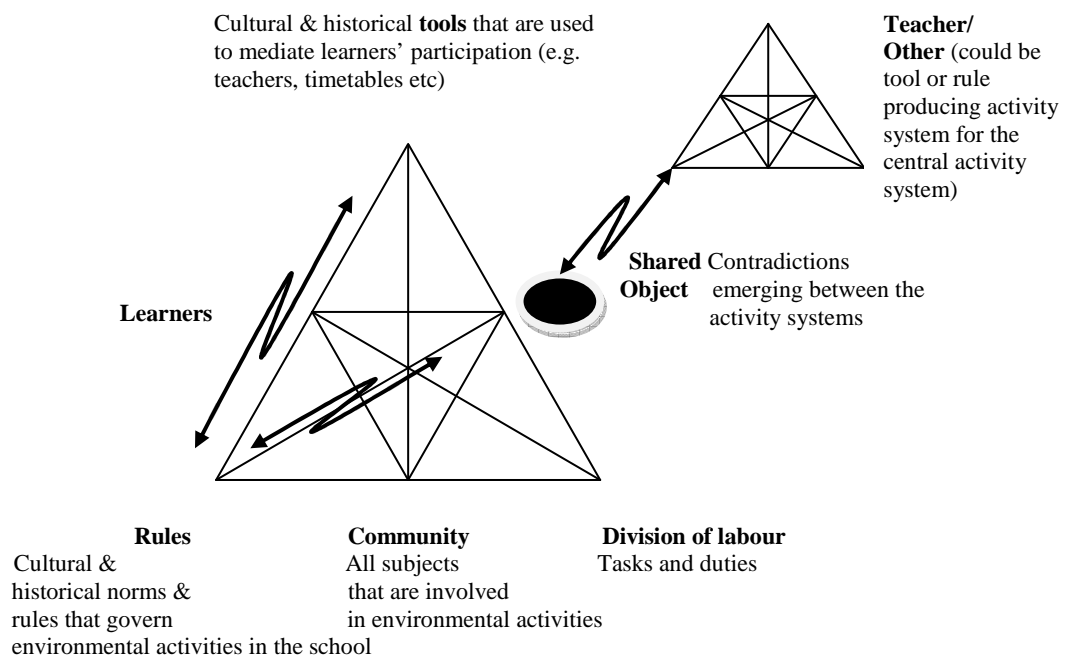 Cultural & historical tools that are used
to mediate learners' participation (e.g.
teachers, timetables etc)
Teacher/
Other (could be
tool or rule
producing activity
system for the
central activity
system)
Shared Contradictions
Object emerging between the
activity systems
Learners
Rules
Cultural &
historical norms &
rules that govern
environmental activities in the school
Community
All subjects
that are involved
in environmental activities
Division of labour
Tasks and duties